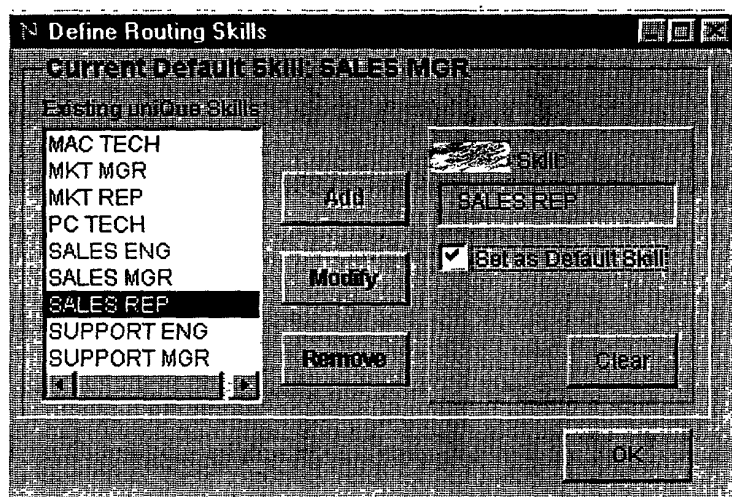 Define Routing Skills
Current Default Skill: SALES MGR
Existing uniQue Skills
MAC TECH
MKT MGR
MKT REP
PC TECH
SALES ENG
SALES MGR
SALES REP
SUPPORT ENG
SUPPORT MGR
Add
Modify
Remove
Skill
SALES REP
Set as Default Skill
Clear
OK